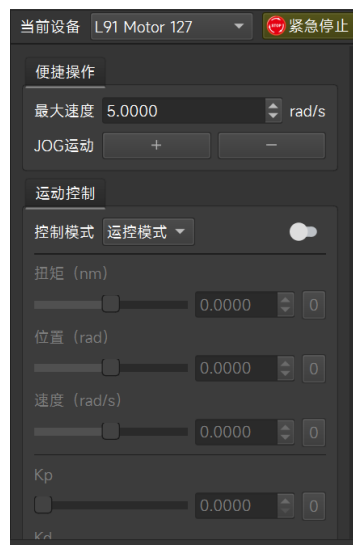 当前设备 L91 Motor 127 STOP 紧急停止
便捷操作
最大速度 5.0000 rad/s
JOG运动 + −
运动控制
控制模式 运控模式
扭矩（nm）
0.0000 0
位置（rad）
0.0000 0
速度（rad/s）
0.0000 0
Kp
0.0000 0
Kd